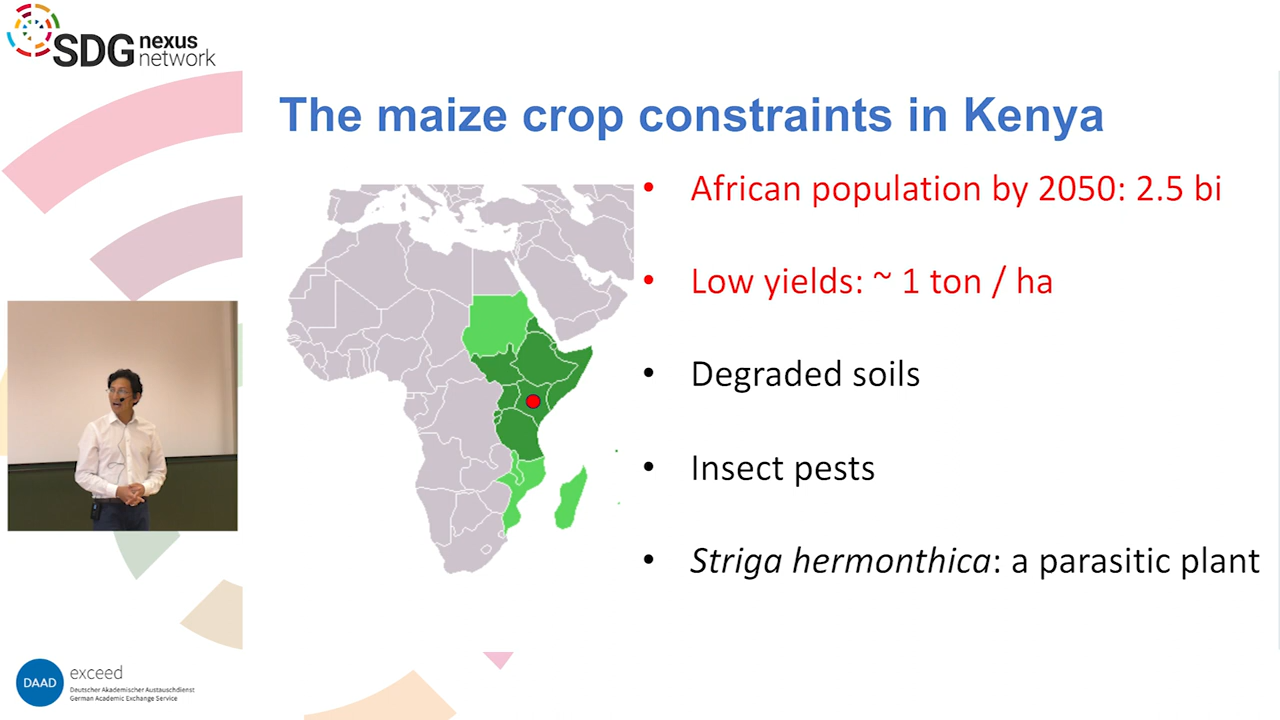 SDG nexus
network
The maize crop constraints in Kenya
• African population by 2050: 2.5 bi
• Low yields: ~ 1 ton / ha
• Degraded soils
• Insect pests
• Striga hermonthica: a parasitic plant
DAAD
exceed
Deutscher Akademischer Austauschdienst
German Academic Exchange Service